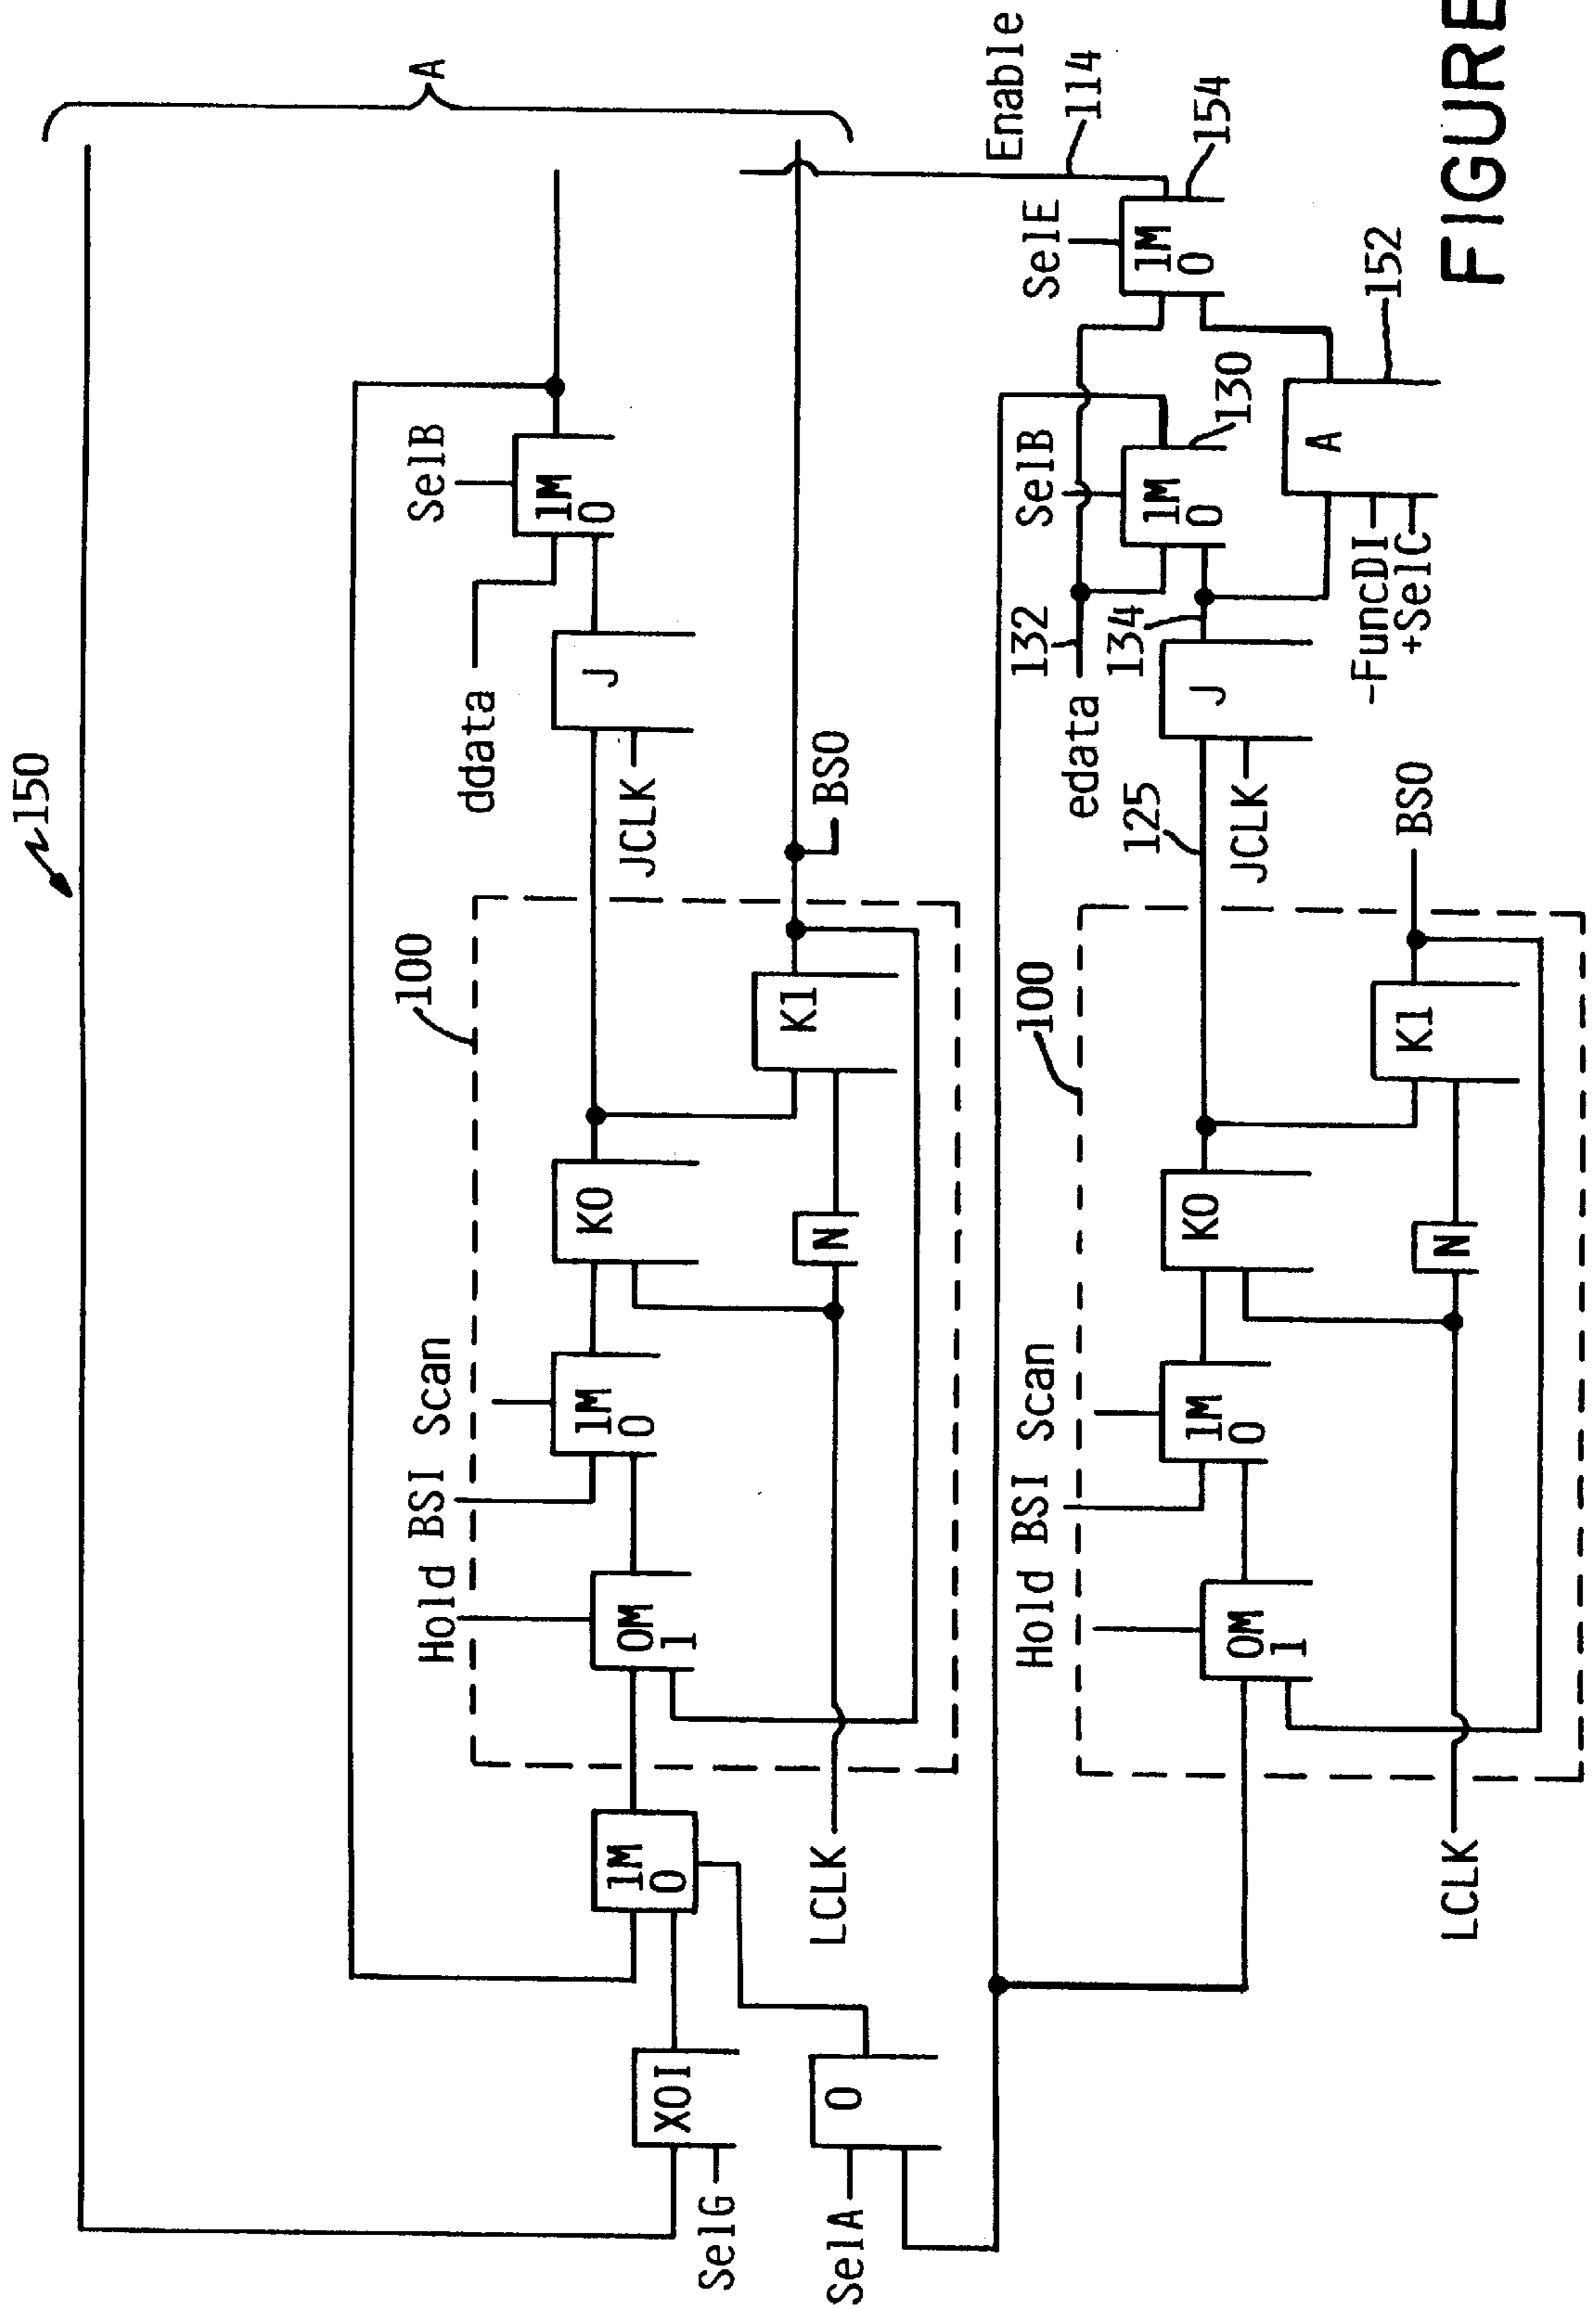 150
A
SelB
ddata
1M
0
J
JCLK
100
Hold BSI Scan
0M
1
1M
0
K0
K1
N
BSO
1M
0
XOI
SelG
SelA
O
LCLK
Enable
114
SelE
1M
0
154
SelB
132
edata
134
1M
0
130
A
152
-FuncDI
+SelC
125
J
JCLK
100
Hold BSI Scan
0M
1
1M
0
K0
K1
N
BSO
LCLK
FIGURE